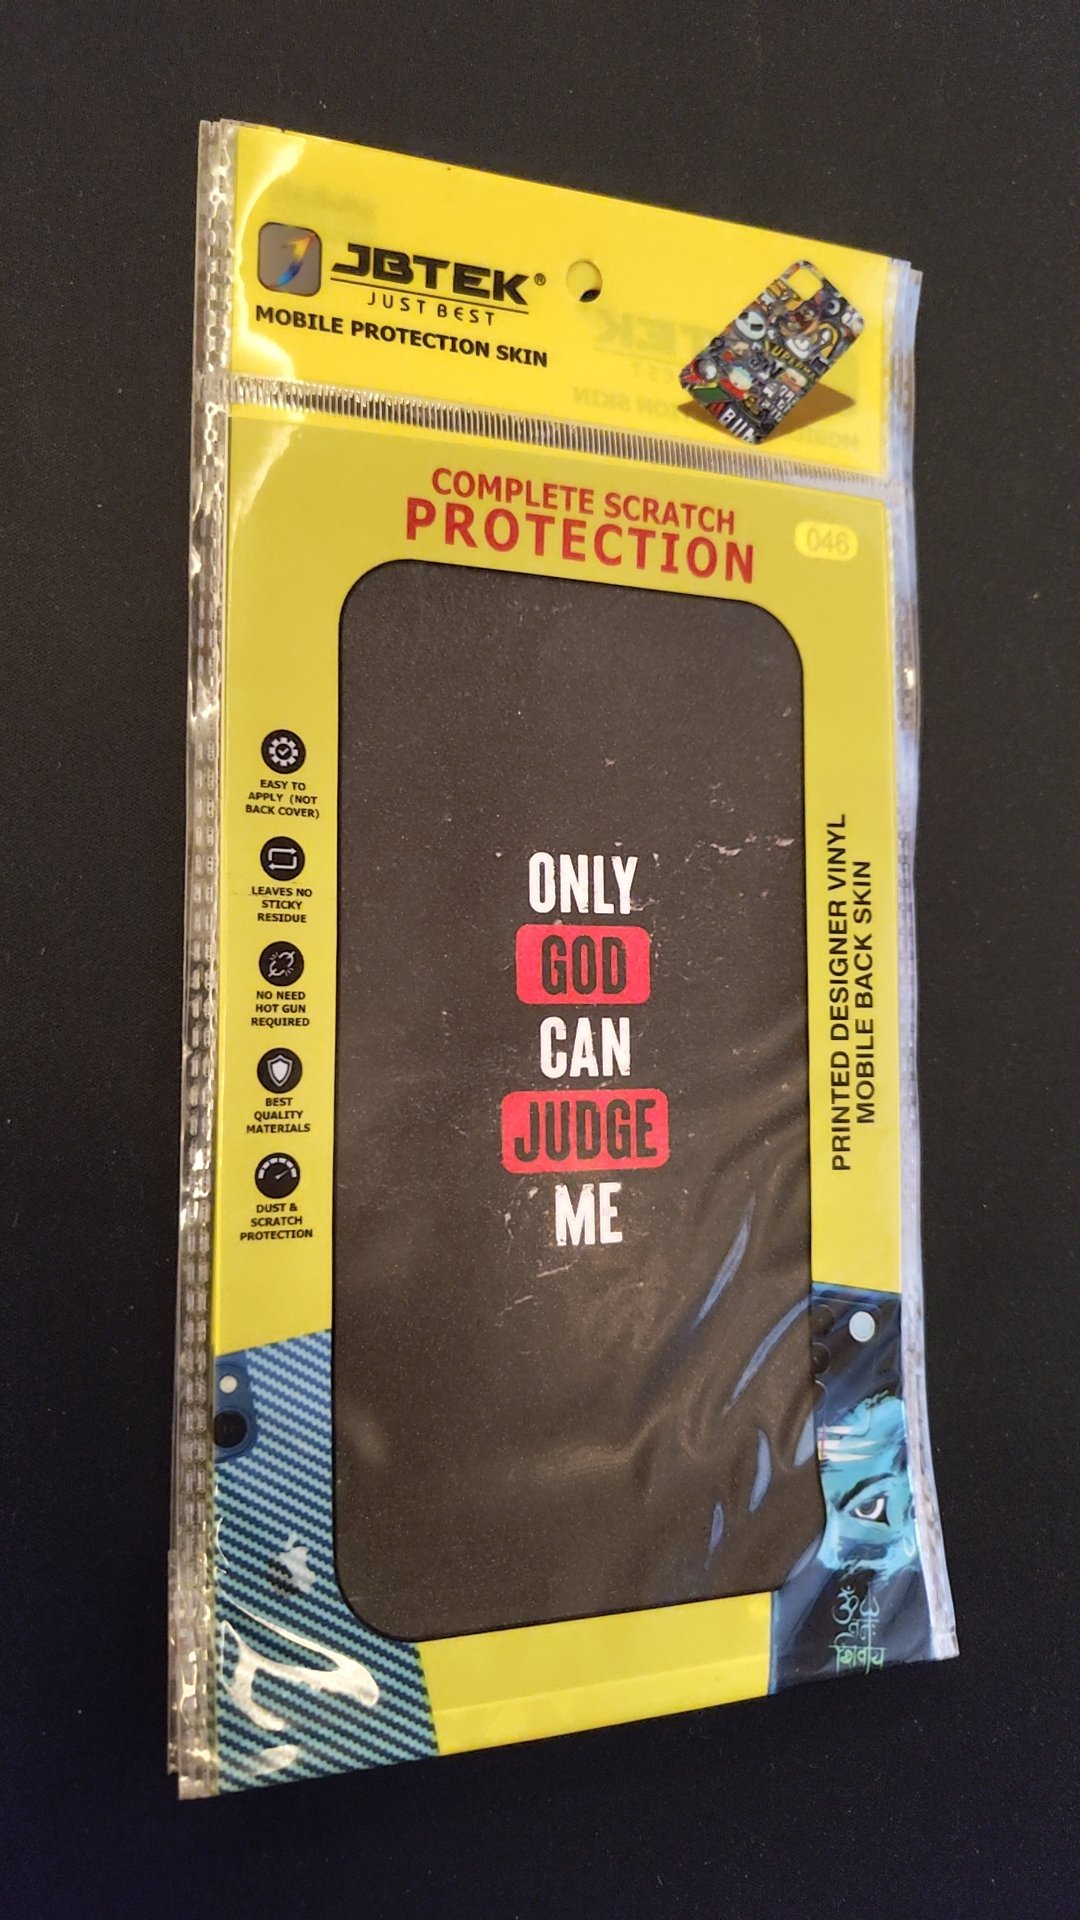 JBTEK®
JUST BEST
MOBILE PROTECTION SKIN
COMPLETE SCRATCH
PROTECTION
046
EASY TO
APPLY (NOT
BACK COVER)
LEAVES NO
STICKY
RESIDUE
NO NEED
HOT GUN
REQUIRED
BEST
QUALITY
MATERIALS
DUST &
SCRATCH
PROTECTION
ONLY
GOD
CAN
JUDGE
ME
PRINTED DESIGNER VINYL
MOBILE BACK SKIN